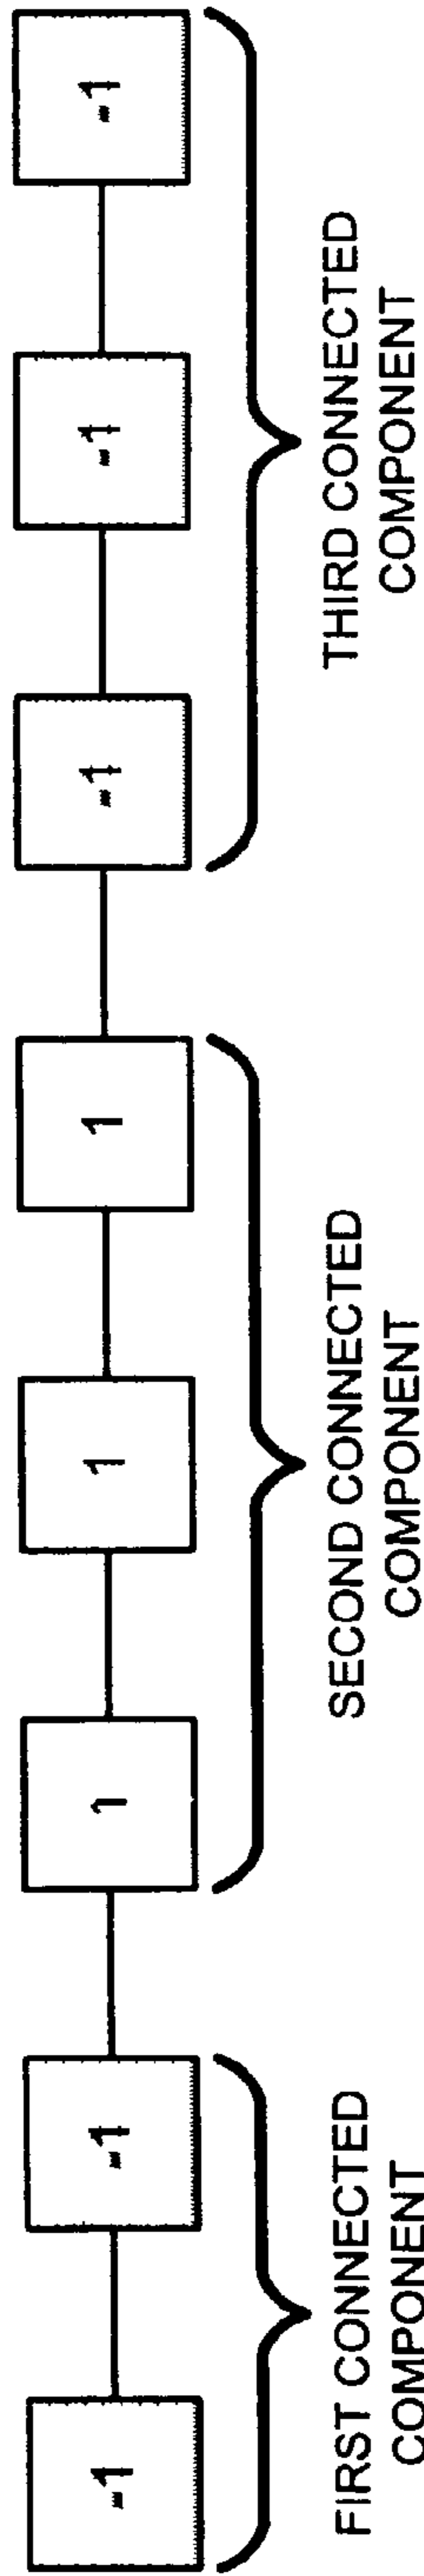 -1 -1 1 1 1 -1 -1 -1
FIRST CONNECTED
COMPONENT
SECOND CONNECTED
COMPONENT
THIRD CONNECTED
COMPONENT